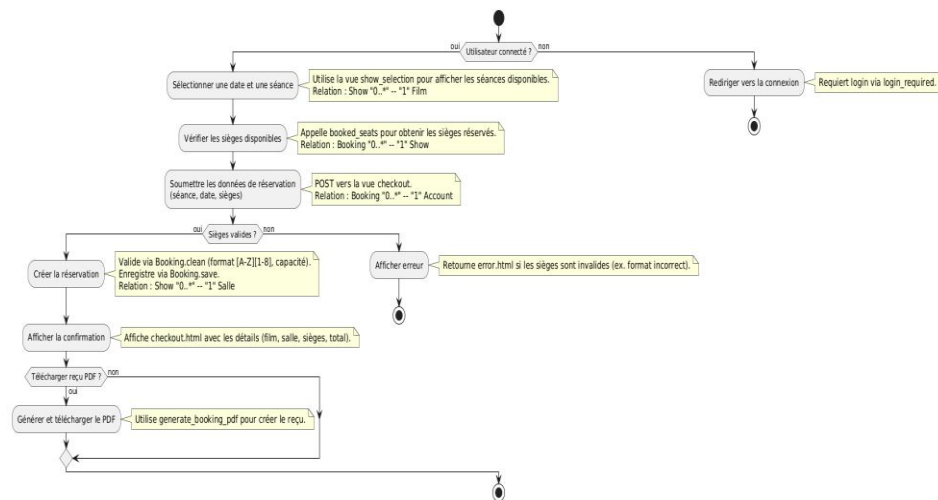 oui
Utilisateur connecté ?
non
Sélectionner une date et une séance
Utilise la vue show_selection pour afficher les séances disponibles.
Relation : Show "0..*" -- "1" Film
Rediriger vers la connexion
Requiert login via login_required.
Vérifier les sièges disponibles
Appelle booked_seats pour obtenir les sièges réservés.
Relation : Booking "0..*" -- "1" Show
Soumettre les données de réservation
(séance, date, sièges)
POST vers la vue checkout.
Relation : Booking "0..*" -- "1" Account
oui
Sièges valides ?
non
Créer la réservation
Valide via Booking.clean (format [A-Z][1-8], capacité).
Enregistre via Booking.save.
Relation : Show "0..*" -- "1" Salle
Afficher erreur
Retourne error.html si les sièges sont invalides (ex. format incorrect).
Afficher la confirmation
Affiche checkout.html avec les détails (film, salle, sièges, total).
Télécharger reçu PDF ?
non
oui
Générer et télécharger le PDF
Utilise generate_booking_pdf pour créer le reçu.